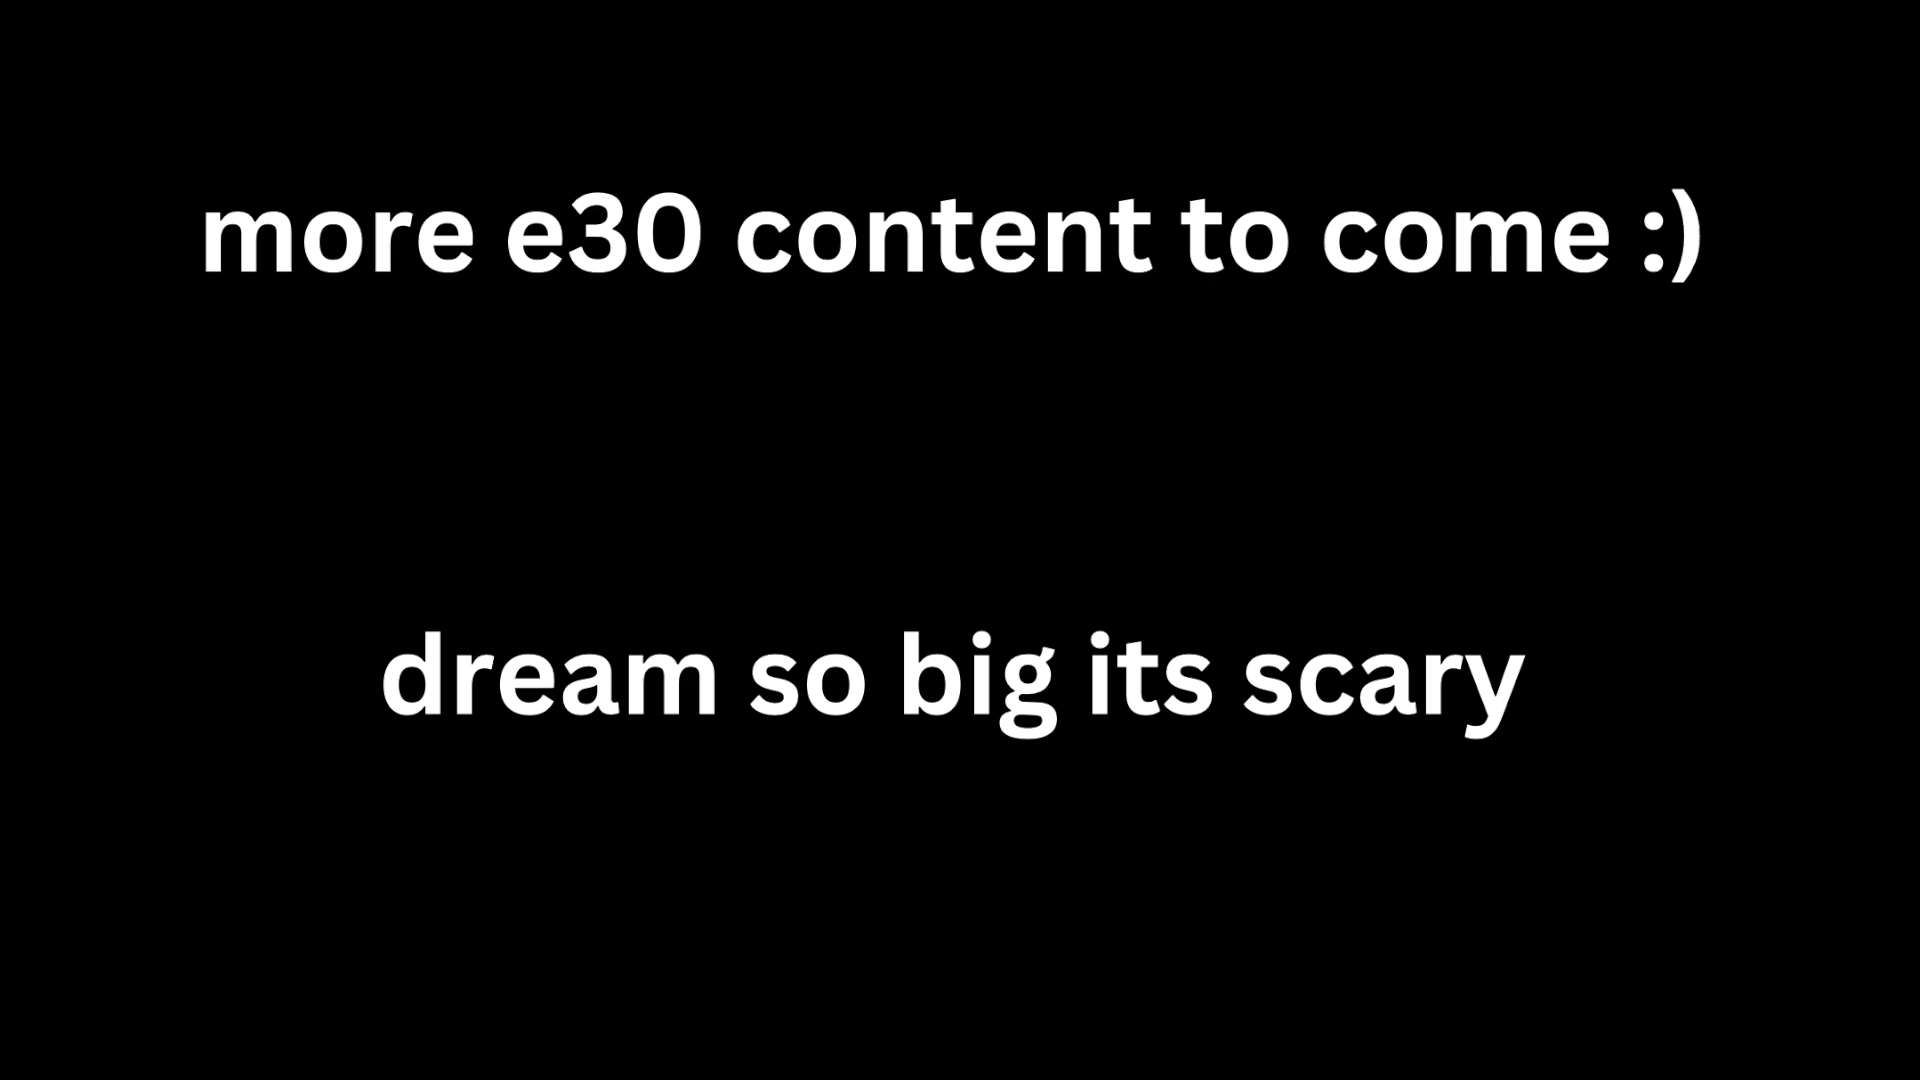 more e30 content to come :)
dream so big its scary